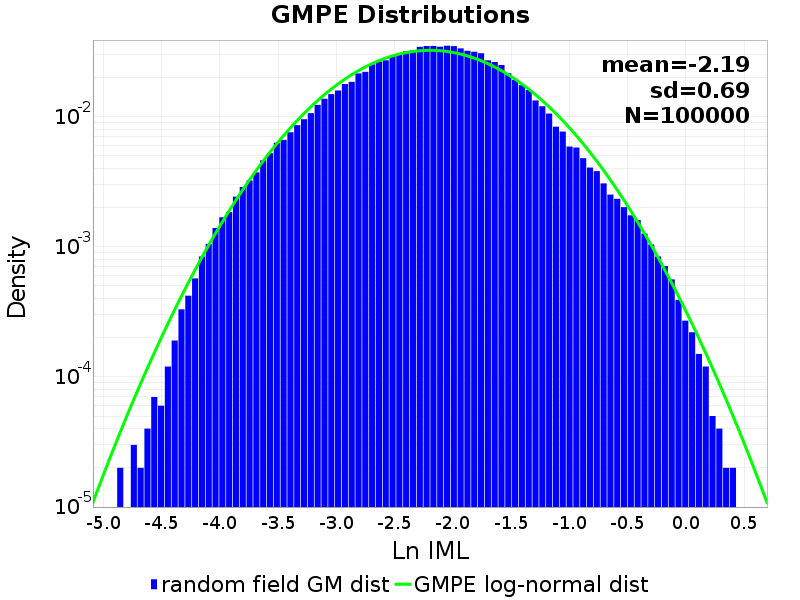 GMPE Distributions
mean=-2.19
sd=0.69
N=100000
Density
10-2
10-3
10-4
10-5
-5.0 -4.5 -4.0 -3.5 -3.0 -2.5 -2.0 -1.5 -1.0 -0.5 0.0 0.5
Ln IML
random field GM dist GMPE log-normal dist